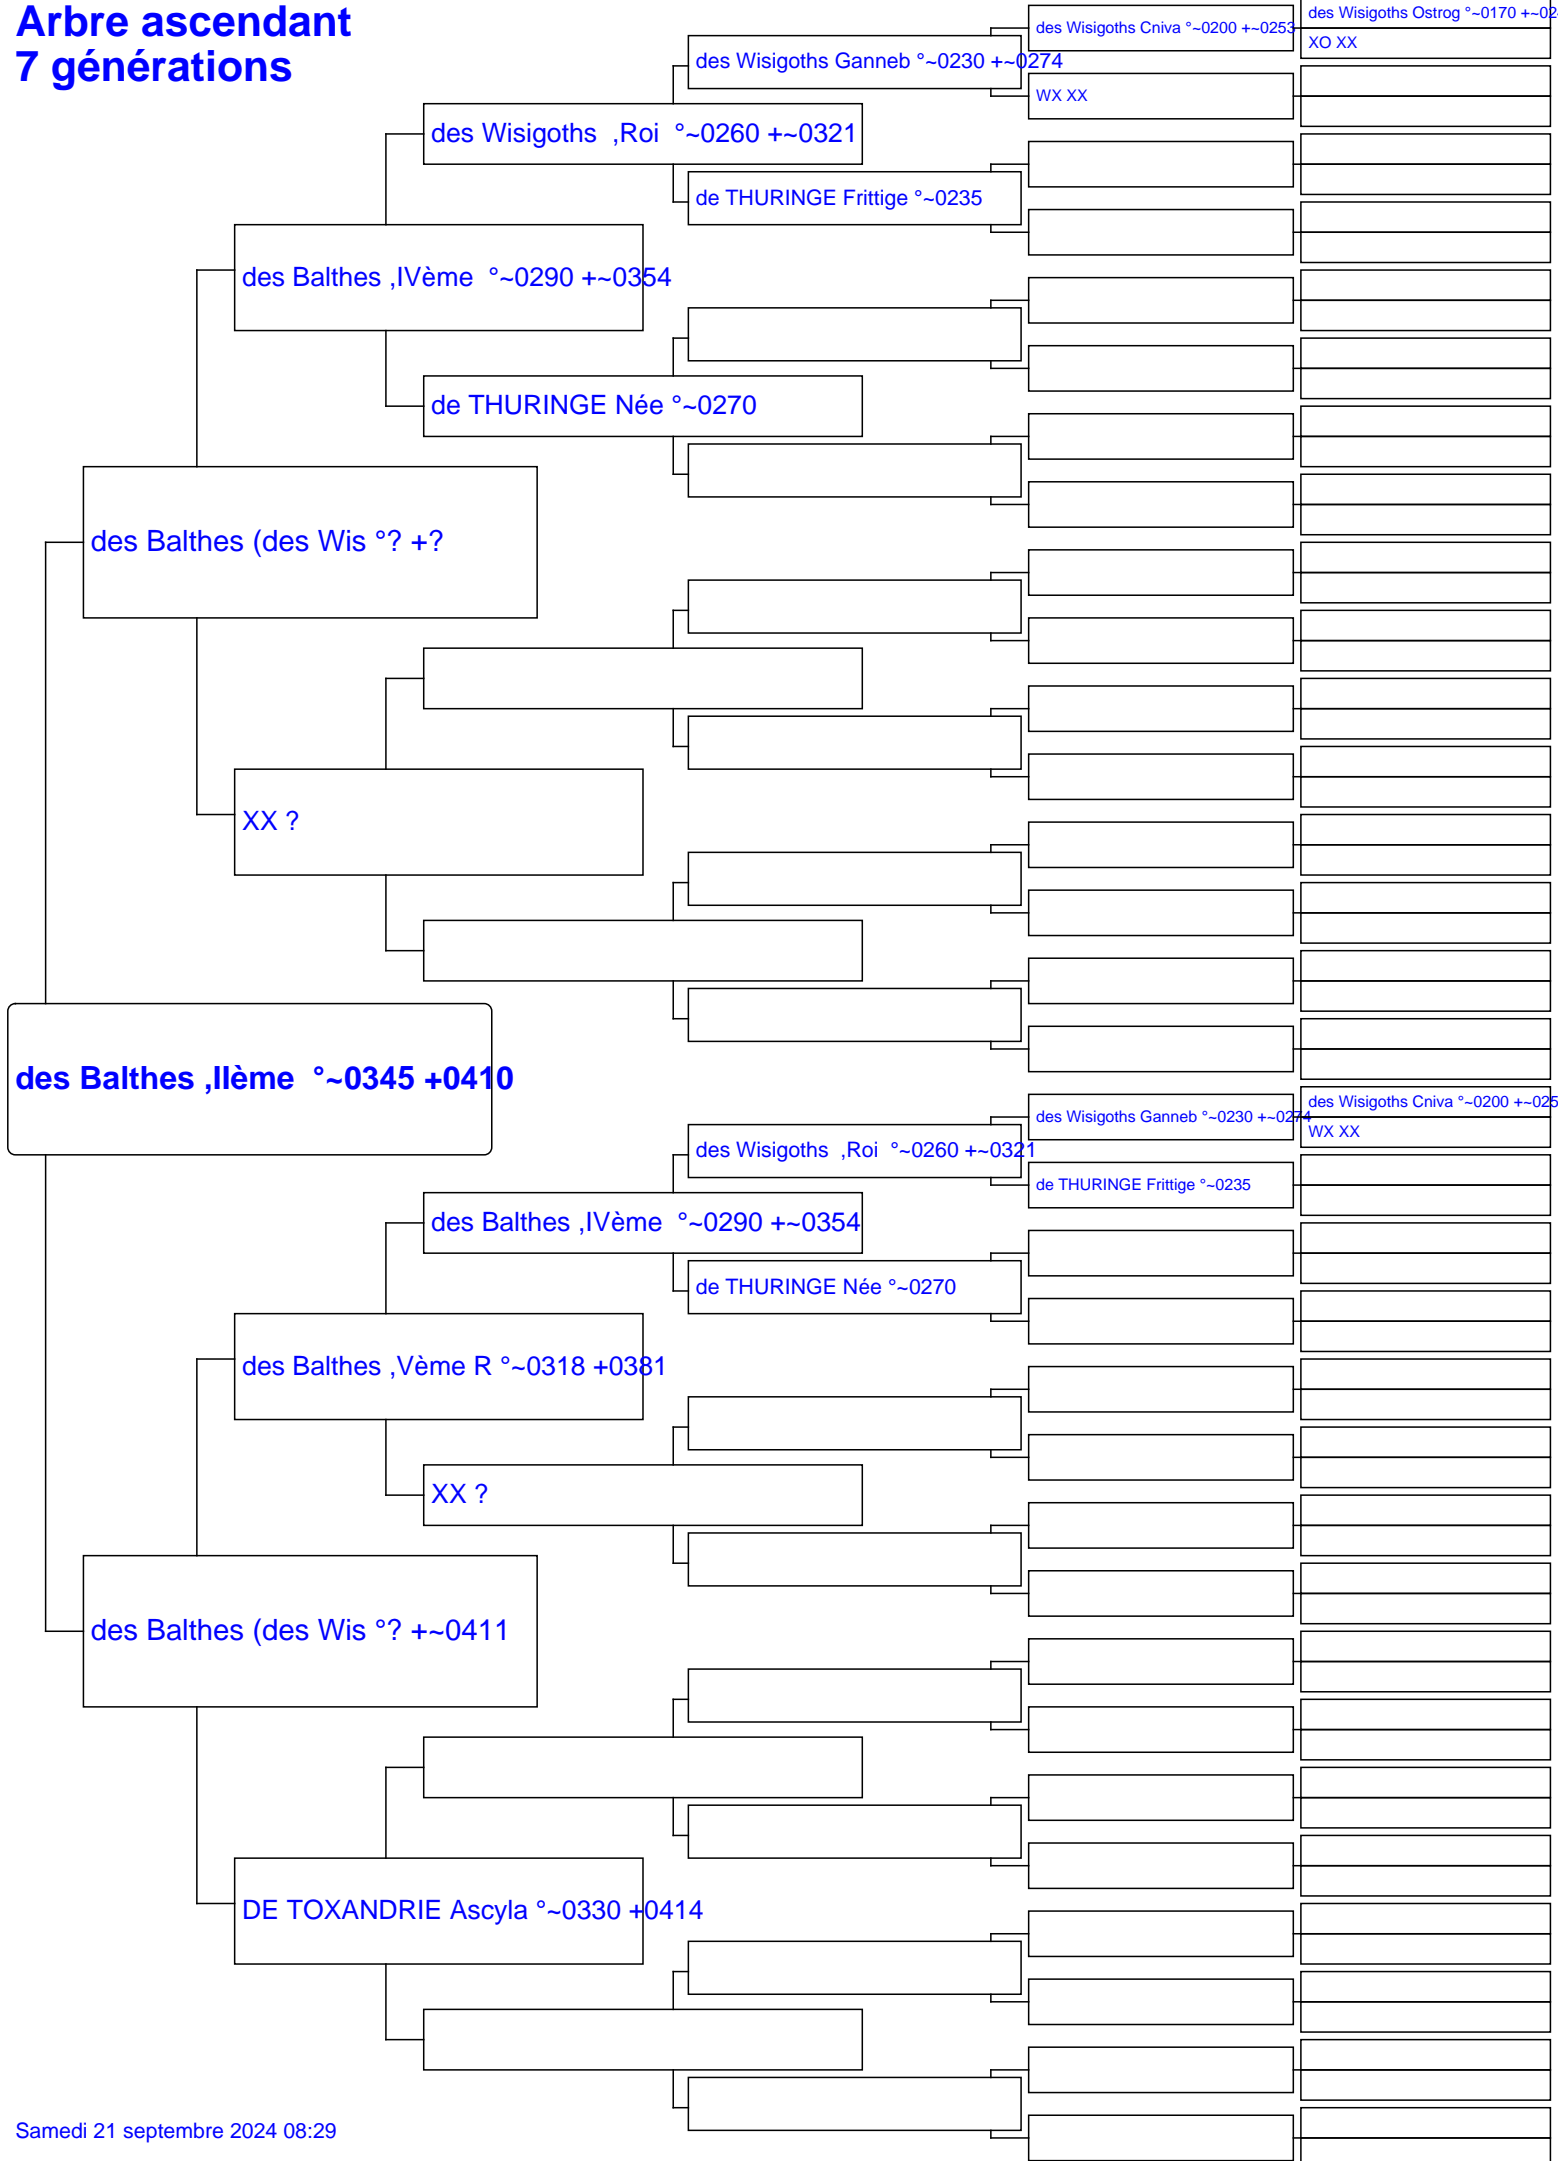 Arbre ascendant
7 générations
des Wisigoths Ostrog °~0170 +~02
des Wisigoths Cniva °~0200 +~0253
XO XX
des Wisigoths Ganneb °~0230 +~0274
WX XX
des Wisigoths ,Roi °~0260 +~0321
de THURINGE Frittige °~0235
des Balthes ,IVème °~0290 +~0354
de THURINGE Née °~0270
des Balthes (des Wis °? +?
XX ?
des Balthes ,IIème °~0345 +0410
des Wisigoths Cniva °~0200 +~025
des Wisigoths Ganneb °~0230 +~0274
WX XX
des Wisigoths ,Roi °~0260 +~0321
de THURINGE Frittige °~0235
des Balthes ,IVème °~0290 +~0354
de THURINGE Née °~0270
des Balthes ,Vème R °~0318 +0381
XX ?
des Balthes (des Wis °? +~0411
DE TOXANDRIE Ascyla °~0330 +0414
Samedi 21 septembre 2024 08:29